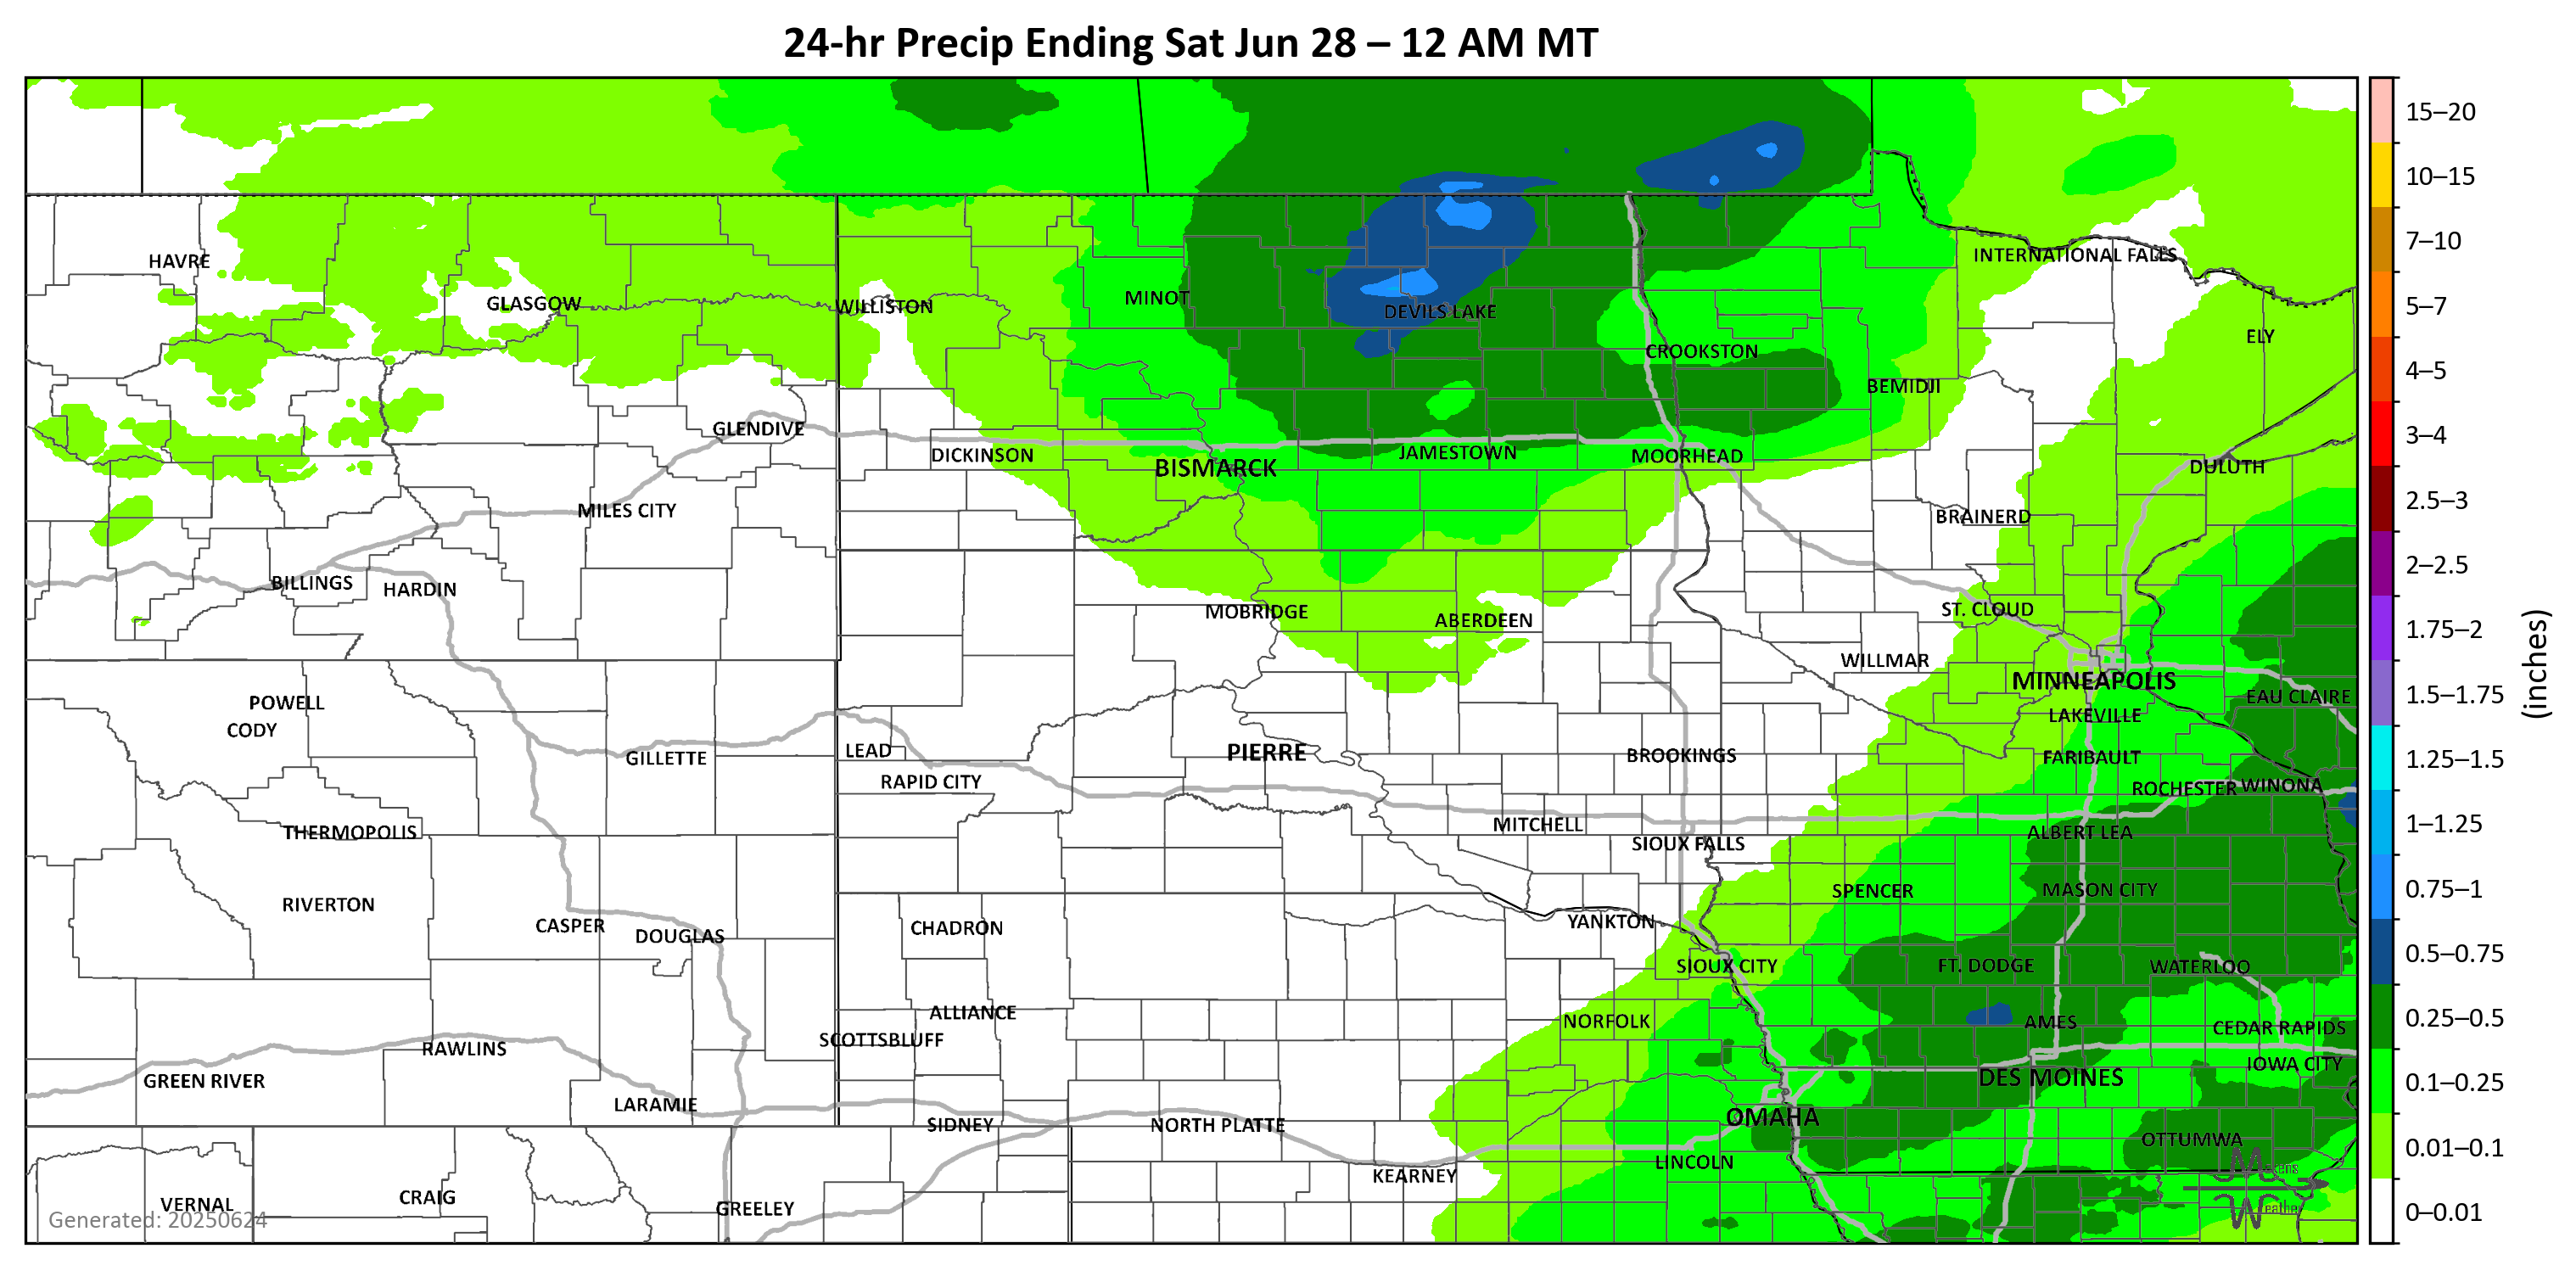 24-hr Precip Ending Sat Jun 28 – 12 AM MT
15–20
10–15
7–10
5–7
4–5
3–4
2.5–3
2–2.5
1.75–2
1.5–1.75
1.25–1.5
1–1.25
0.75–1
0.5–0.75
0.25–0.5
0.1–0.25
0.01–0.1
0–0.01
(inches)
HAVRE
GLASGOW
WILLISTON
MINOT
DEVILS LAKE
INTERNATIONAL FALLS
ELY
CROOKSTON
BEMIDJI
GLENDIVE
DICKINSON
BISMARCK
JAMESTOWN
MOORHEAD
DULUTH
MILES CITY
BRAINERD
BILLINGS
HARDIN
MOBRIDGE
ABERDEEN
ST. CLOUD
WILLMAR
MINNEAPOLIS
EAU CLAIRE
POWELL
CODY
LAKEVILLE
GILLETTE
LEAD
PIERRE
BROOKINGS
FARIBAULT
RAPID CITY
ROCHESTER
WINONA
THERMOPOLIS
MITCHELL
SIOUX FALLS
ALBERT LEA
RIVERTON
SPENCER
MASON CITY
CASPER
DOUGLAS
CHADRON
YANKTON
SIOUX CITY
FT. DODGE
WATERLOO
ALLIANCE
NORFOLK
AMES
CEDAR RAPIDS
SCOTTSBLUFF
RAWLINS
IOWA CITY
GREEN RIVER
DES MOINES
LARAMIE
OMAHA
SIDNEY
NORTH PLATTE
OTTUMWA
LINCOLN
KEARNEY
VERNAL
CRAIG
GREELEY
Generated: 20250624
Weather